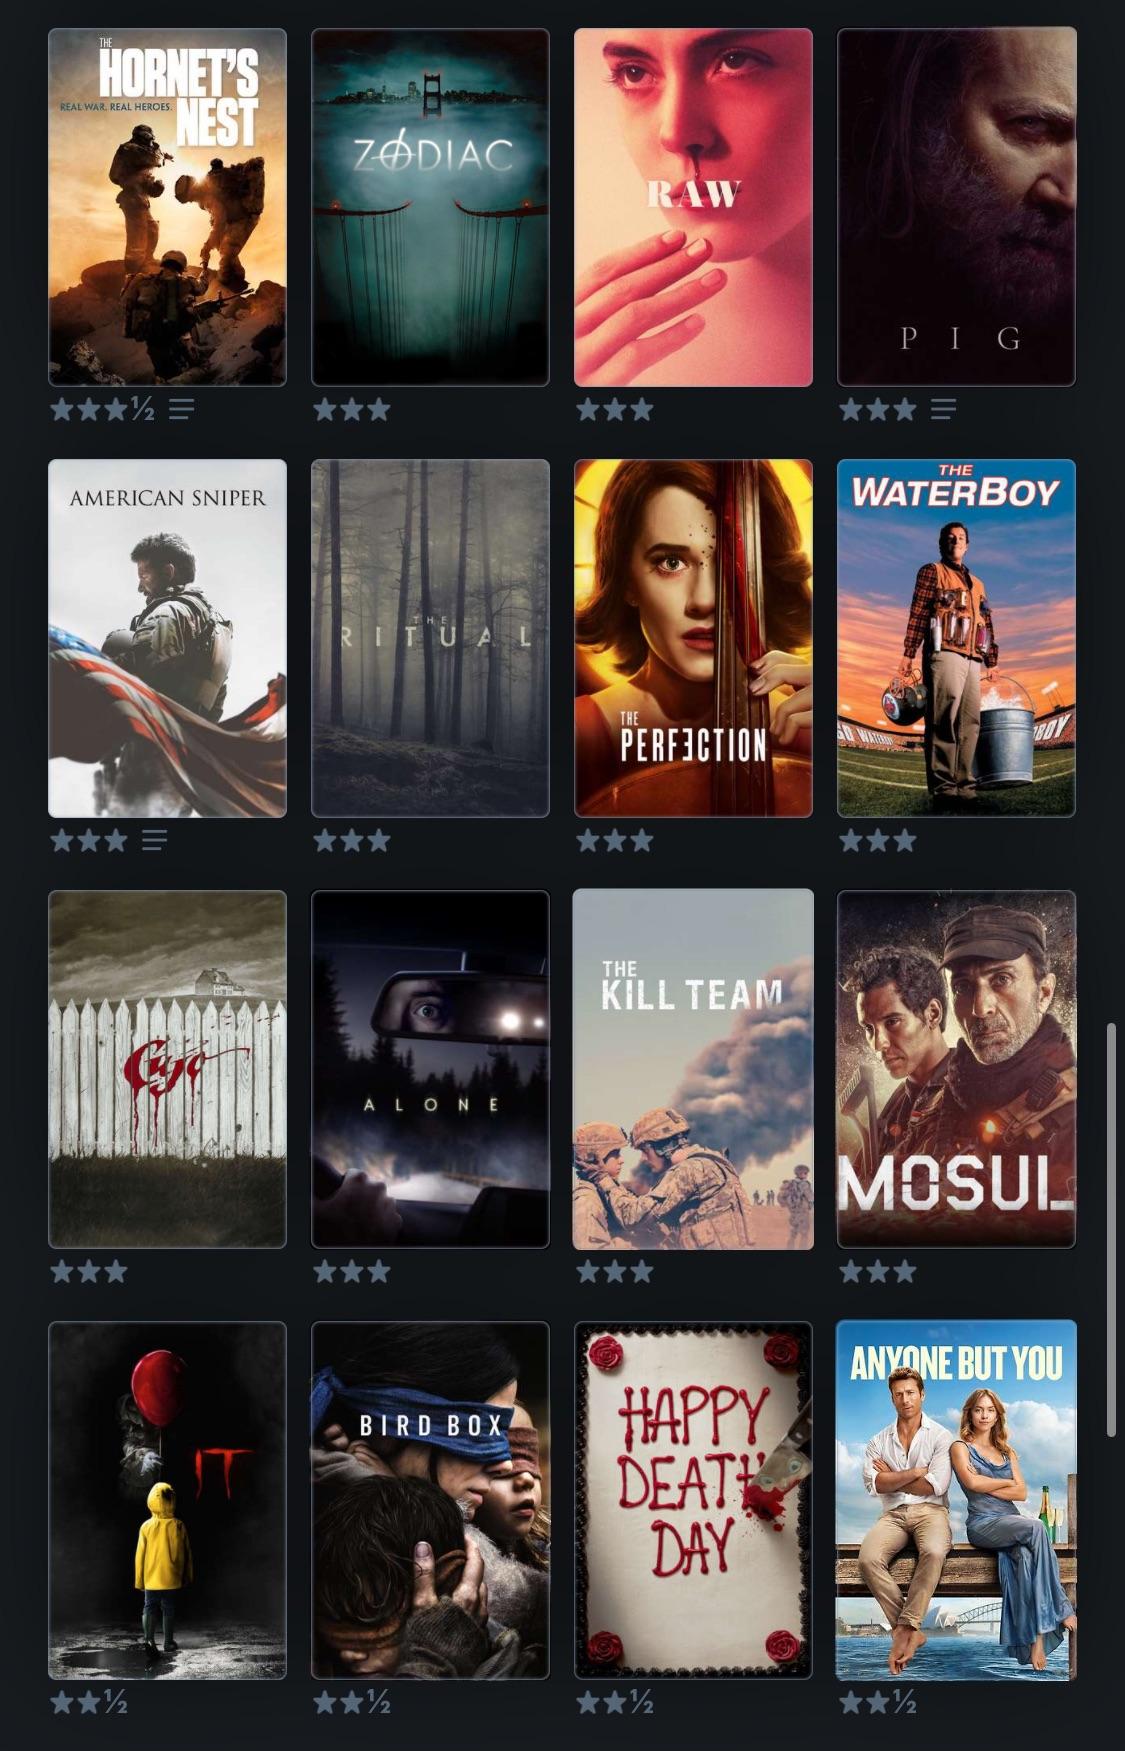 THE
HORNET'S
REAL WAR. REAL HEROES.
NEST
ZODIAC
RAW
PIG
★★★½
★★★
★★★
★★★
AMERICAN SNIPER
THE
RITUAL
THE
PERFECTION
THE
WATERBOY
★★★
★★★
★★★
★★★
Cujo
ALONE
THE
KILL TEAM
MOSUL
★★★
★★★
★★★
★★★
IT
BIRD BOX
HAPPY
DEATH
DAY
ANYONE BUT YOU
★★½
★★½
★★½
★★½